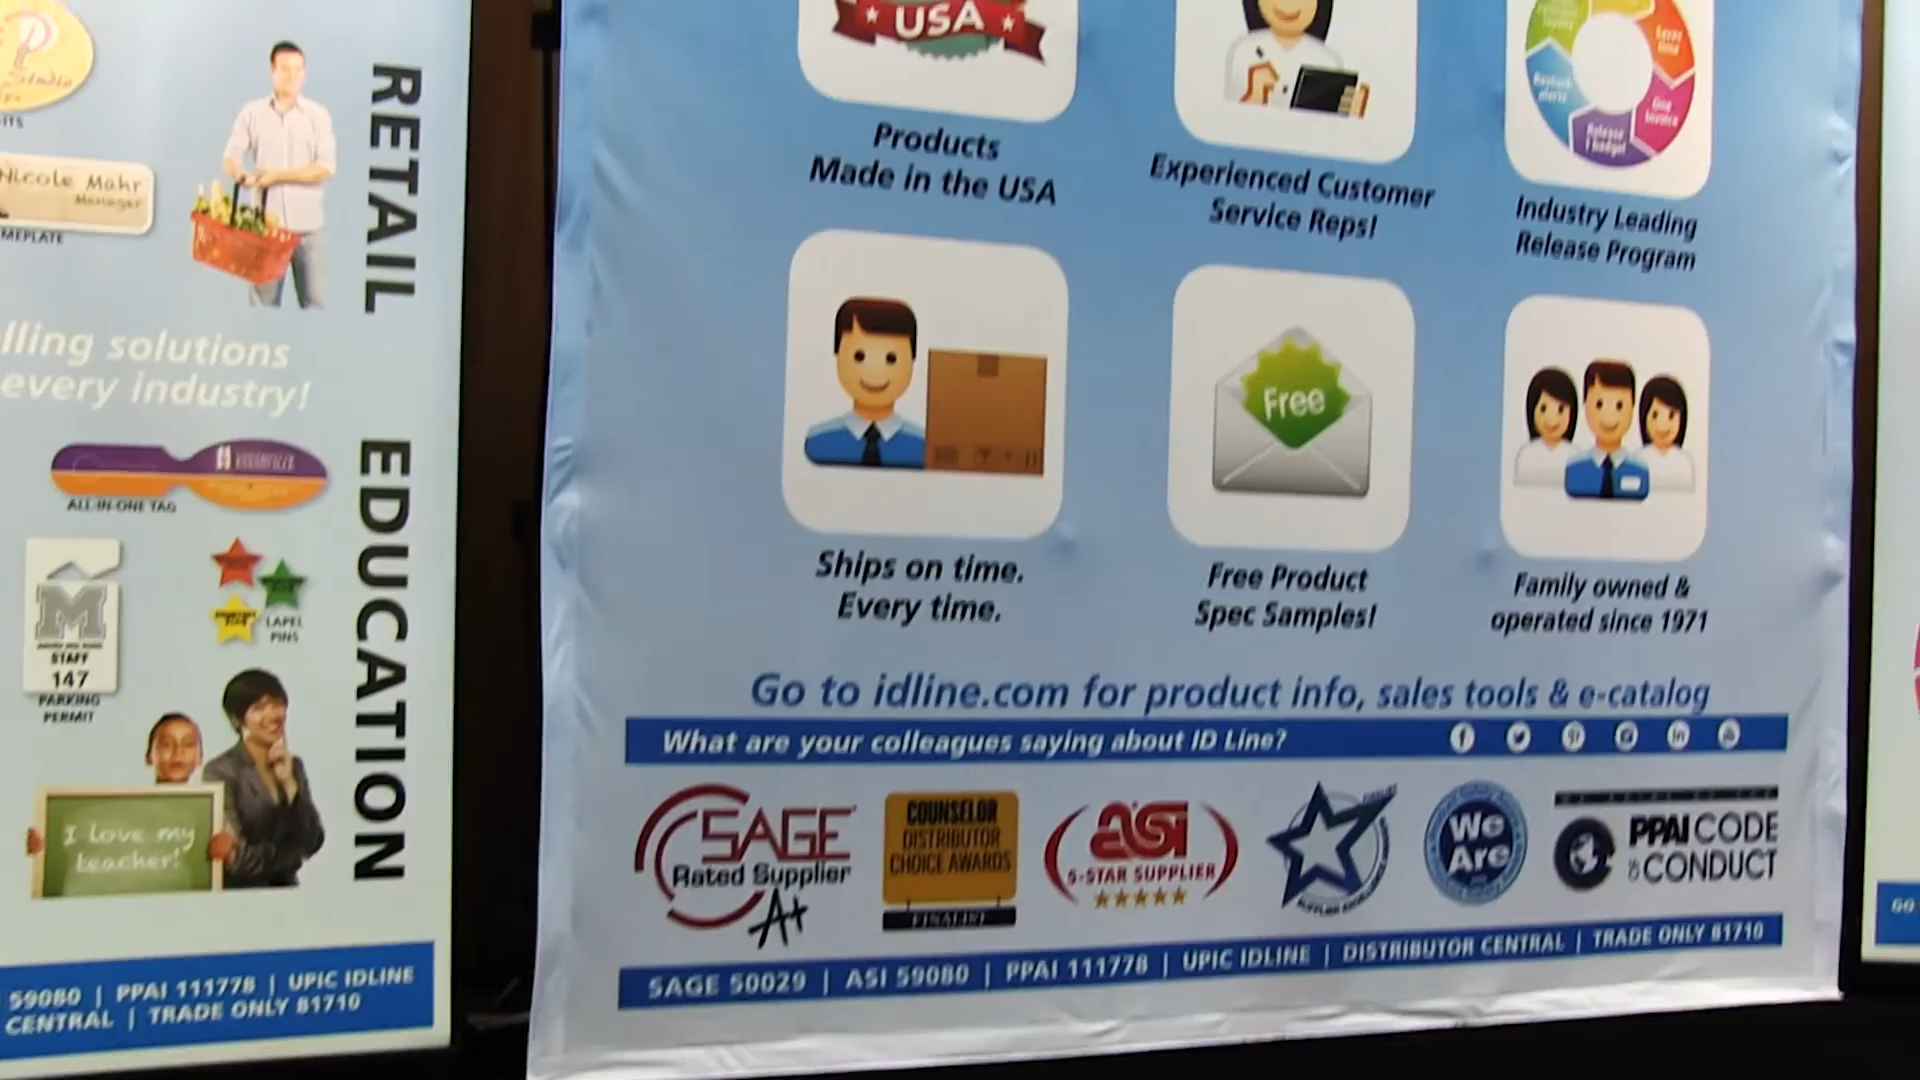 Nicole Mahr
Manager
RETAIL
lling solutions
every industry!
ALL-IN-ONE TAG
EDUCATION
M
STAFF
147
PARKING
PERMIT
LAPEL
PINS
I love my
teacher!
59080 | PPAI 111778 | UPIC IDLINE
CENTRAL | TRADE ONLY 81710
USA
Products
Made in the USA
Experienced Customer
Service Reps!
Release
Industry Leading
Release Program
Ships on time.
Every time.
Free
Free Product
Spec Samples!
Family owned &
operated since 1971
Go to idline.com for product info, sales tools & e-catalog
What are your colleagues saying about ID Line?
SAGE
Rated Supplier
A+
COUNSELOR
DISTRIBUTOR
CHOICE AWARDS
FINALIST
asi
5-STAR SUPPLIER
We
Are
PPAI CODE
OF CONDUCT
SAGE 50029 | ASI 59080 | PPAI 111778 | UPIC IDLINE | DISTRIBUTOR CENTRAL | TRADE ONLY 81710
GO